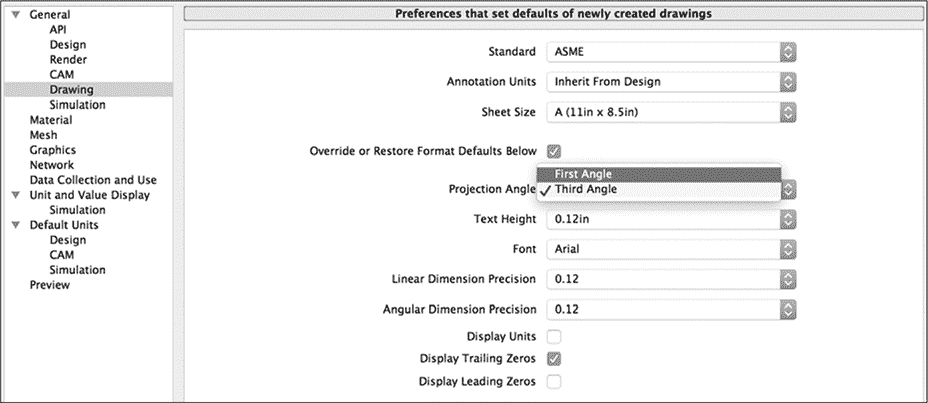 General
API
Design
Render
CAM
Drawing
Simulation
Material
Mesh
Graphics
Network
Data Collection and Use
Unit and Value Display
Simulation
Default Units
Design
CAM
Simulation
Preview
Preferences that set defaults of newly created drawings
Standard ASME
Annotation Units Inherit From Design
Sheet Size A (11in x 8.5in)
Override or Restore Format Defaults Below
First Angle
Projection Angle Third Angle
Text Height 0.12in
Font Arial
Linear Dimension Precision 0.12
Angular Dimension Precision 0.12
Display Units
Display Trailing Zeros
Display Leading Zeros